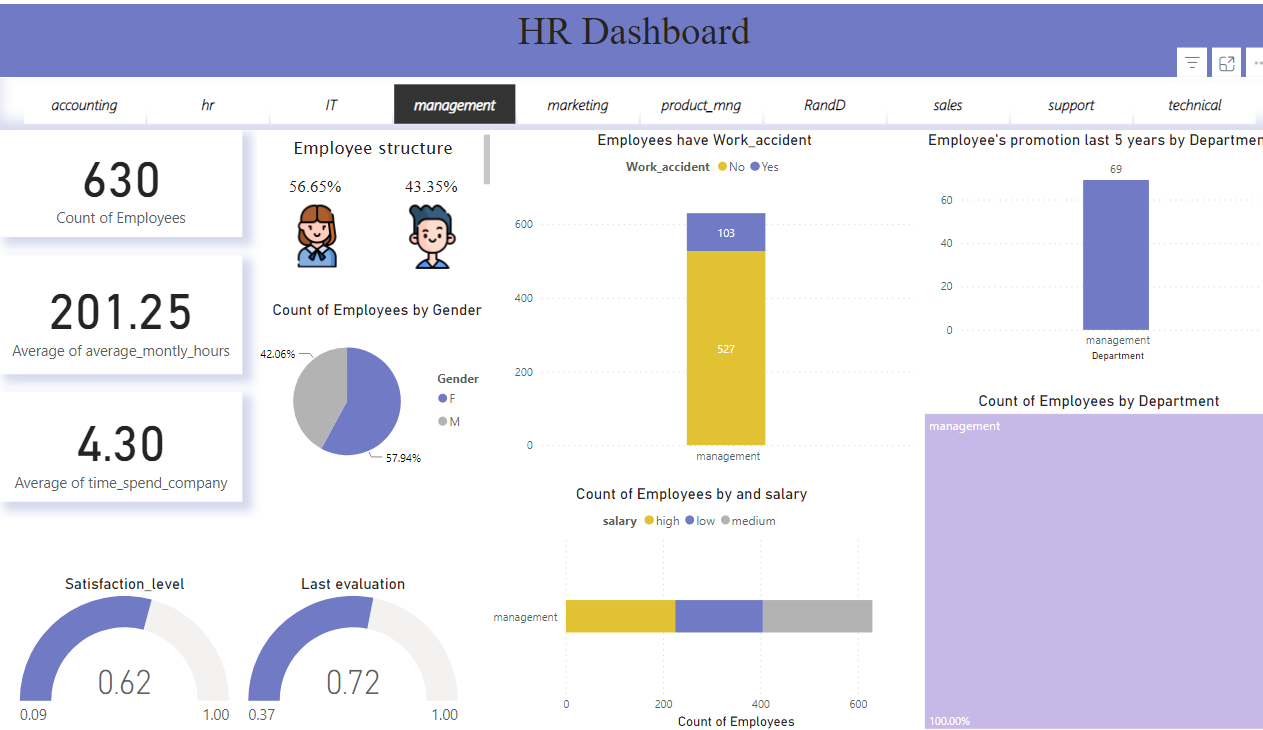 HR Dashboard
accounting
hr
IT
management
marketing
product_mng
RandD
sales
support
technical
630
Count of Employees
201.25
Average of average_montly_hours
4.30
Average of time_spend_company
Employee structure
56.65% 43.35%
Count of Employees by Gender
42.06%
57.94%
Gender
F
M
Satisfaction_level
0.62
0.09 1.00
Last evaluation
0.72
0.37 1.00
Employees have Work_accident
Work_accident No Yes
600
400
200
0
103
527
management
Count of Employees by and salary
salary high low medium
management
0 200 400 600
Count of Employees
Employee's promotion last 5 years by Departmen
69
60
40
20
0
management
Department
Count of Employees by Department
management
100.00%